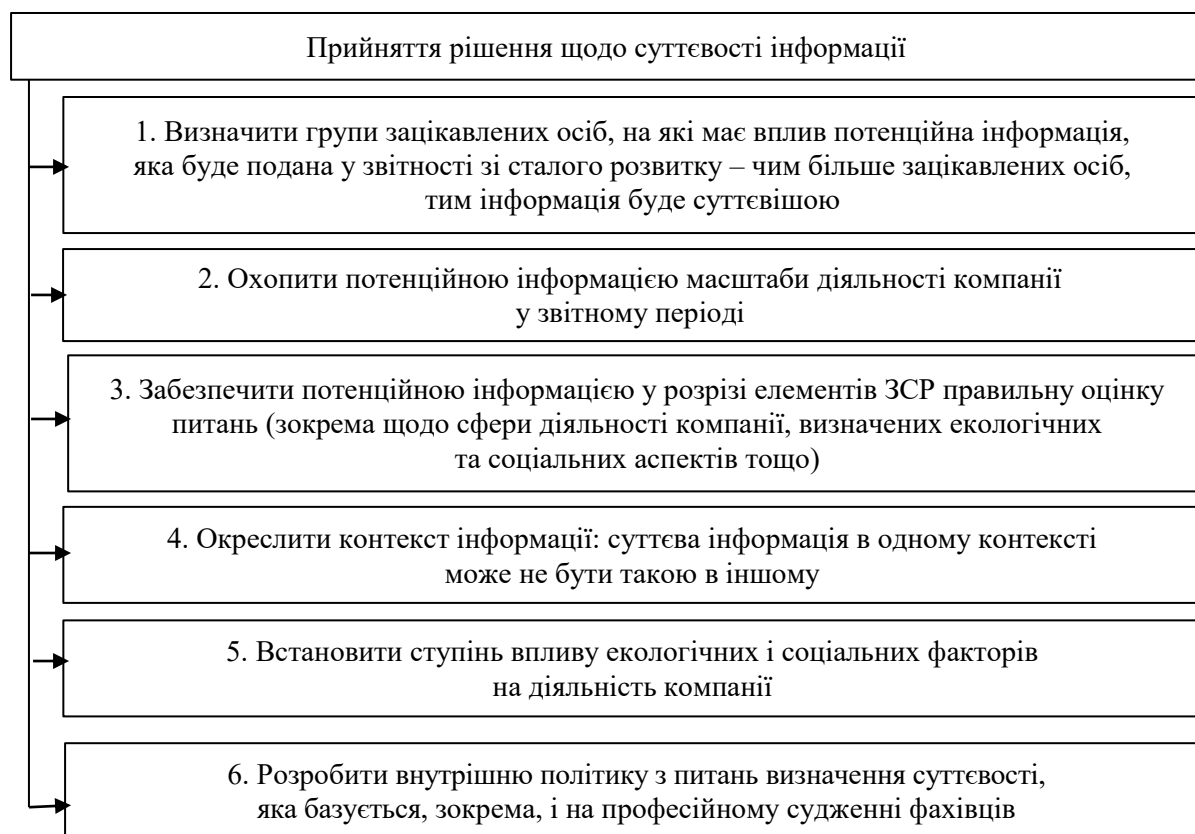 Прийняття рішення щодо суттєвості інформації
1. Визначити групи зацікавлених осіб, на які має вплив потенційна інформація,
яка буде подана у звітності зі сталого розвитку – чим більше зацікавлених осіб,
тим інформація буде суттєвішою
2. Охопити потенційною інформацією масштаби діяльності компанії
у звітному періоді
3. Забезпечити потенційною інформацією у розрізі елементів ЗСР правильну оцінку
питань (зокрема щодо сфери діяльності компанії, визначених екологічних
та соціальних аспектів тощо)
4. Окреслити контекст інформації: суттєва інформація в одному контексті
може не бути такою в іншому
5. Встановити ступінь впливу екологічних і соціальних факторів
на діяльність компанії
6. Розробити внутрішню політику з питань визначення суттєвості,
яка базується, зокрема, і на професійному судженні фахівців